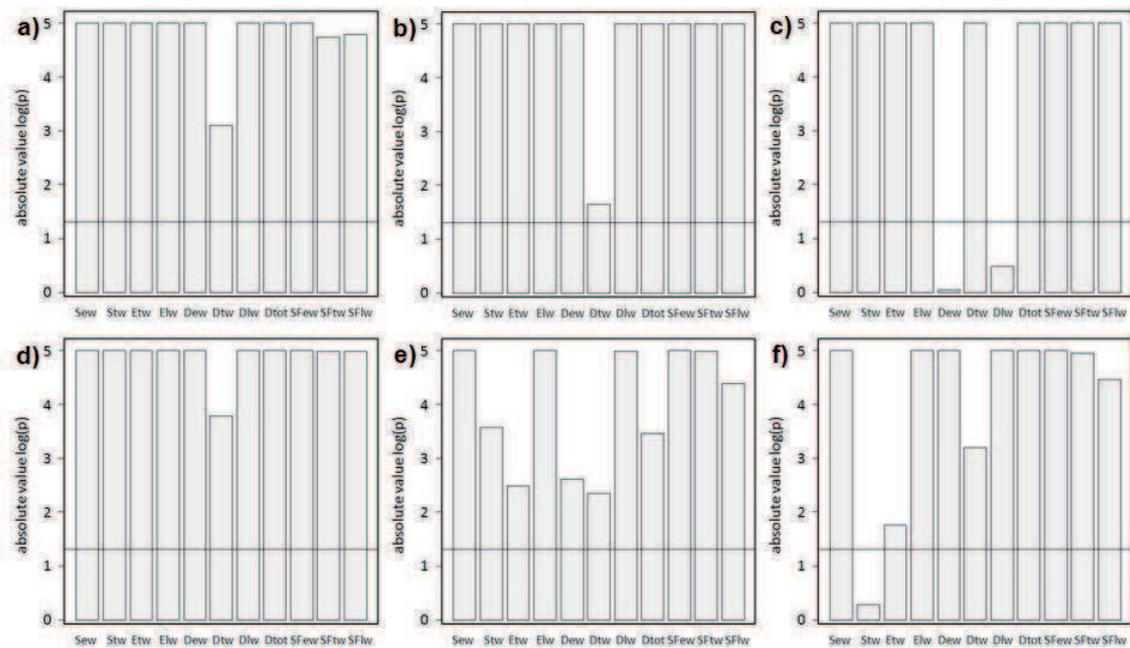 a) b) c)
absolute value log(p) absolute value log(p) absolute value log(p)
5 5 5
4 4 4
3 3 3
2 2 2
1 1 1
0 0 0
Sew Stw Etw Elw Dew Dtw Dlw Dtot SFew SFtw SFlw Sew Stw Etw Elw Dew Dtw Dlw Dtot SFew SFtw SFlw Sew Stw Etw Elw Dew Dtw Dlw Dtot SFew SFtw SFlw
d) e) f)
absolute value log(p) absolute value log(p) absolute value log(p)
5 5 5
4 4 4
3 3 3
2 2 2
1 1 1
0 0 0
Sew Stw Etw Elw Dew Dtw Dlw Dtot SFew SFtw SFlw Sew Stw Etw Elw Dew Dtw Dlw Dtot SFew SFtw SFlw Sew Stw Etw Elw Dew Dtw Dlw Dtot SFew SFtw SFlw